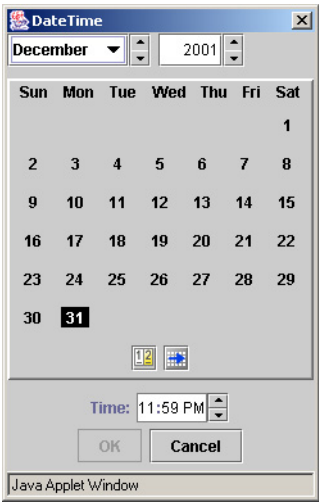 DateTime
December 2001
Sun Mon Tue Wed Thu Fri Sat
1
2 3 4 5 6 7 8
9 10 11 12 13 14 15
16 17 18 19 20 21 22
23 24 25 26 27 28 29
30 31
12
Time: 11:59 PM
OK Cancel
Java Applet Window